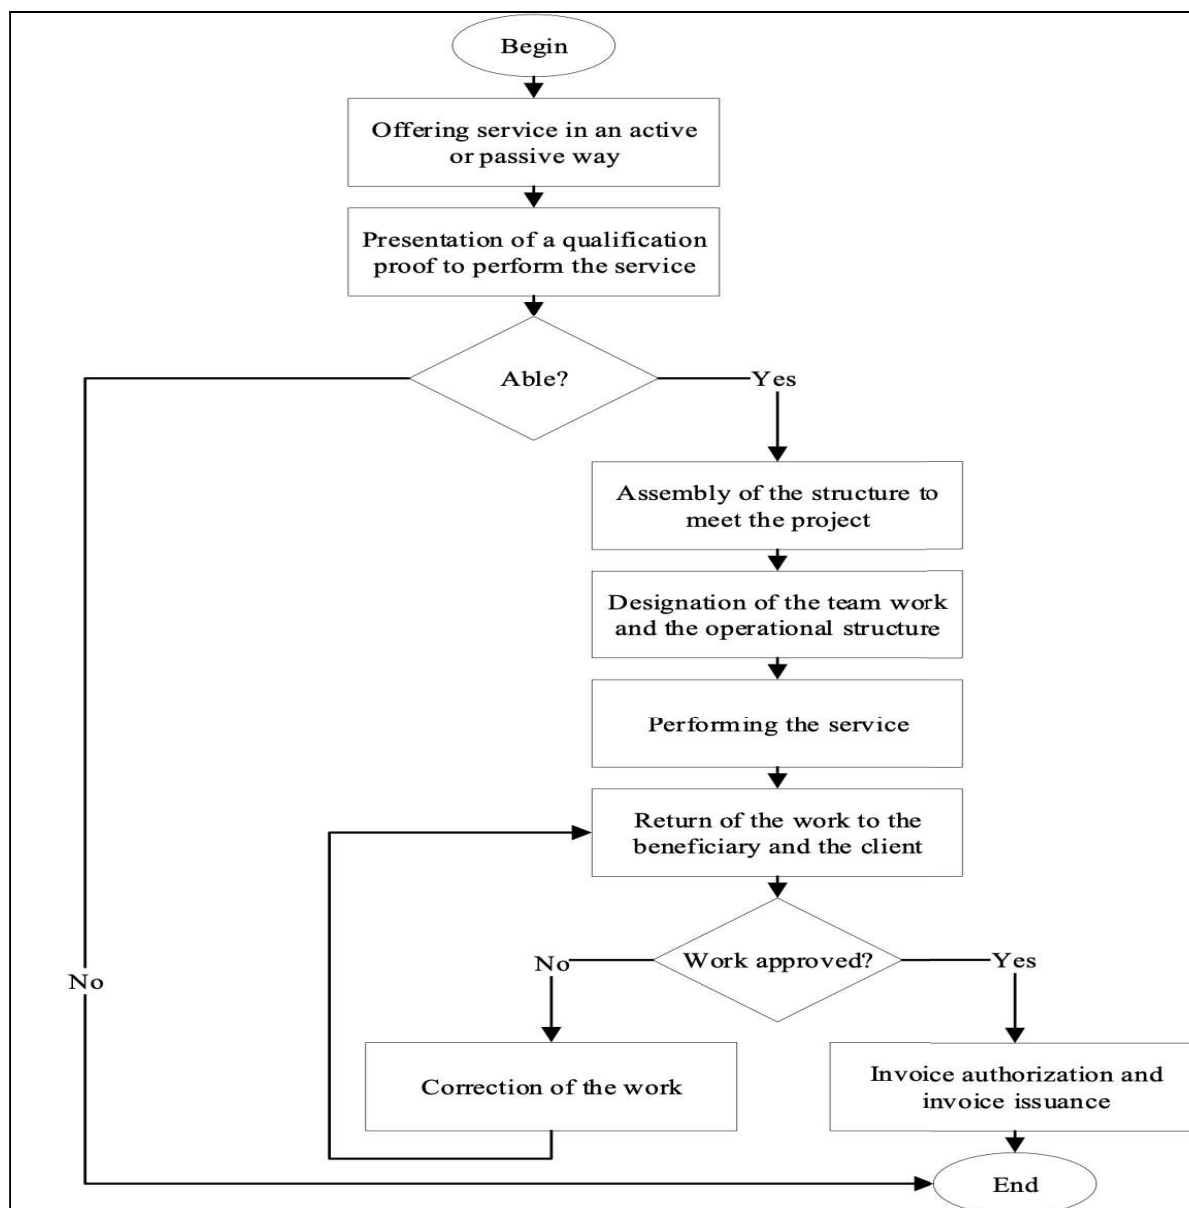 Begin
Offering service in an active
or passive way
Presentation of a qualification
proof to perform the service
Able?
Yes
Assembly of the structure to
meet the project
Designation of the team work
and the operational structure
Performing the service
Return of the work to the
beneficiary and the client
Work approved?
No
Yes
No
Correction of the work
Invoice authorization and
invoice issuance
End